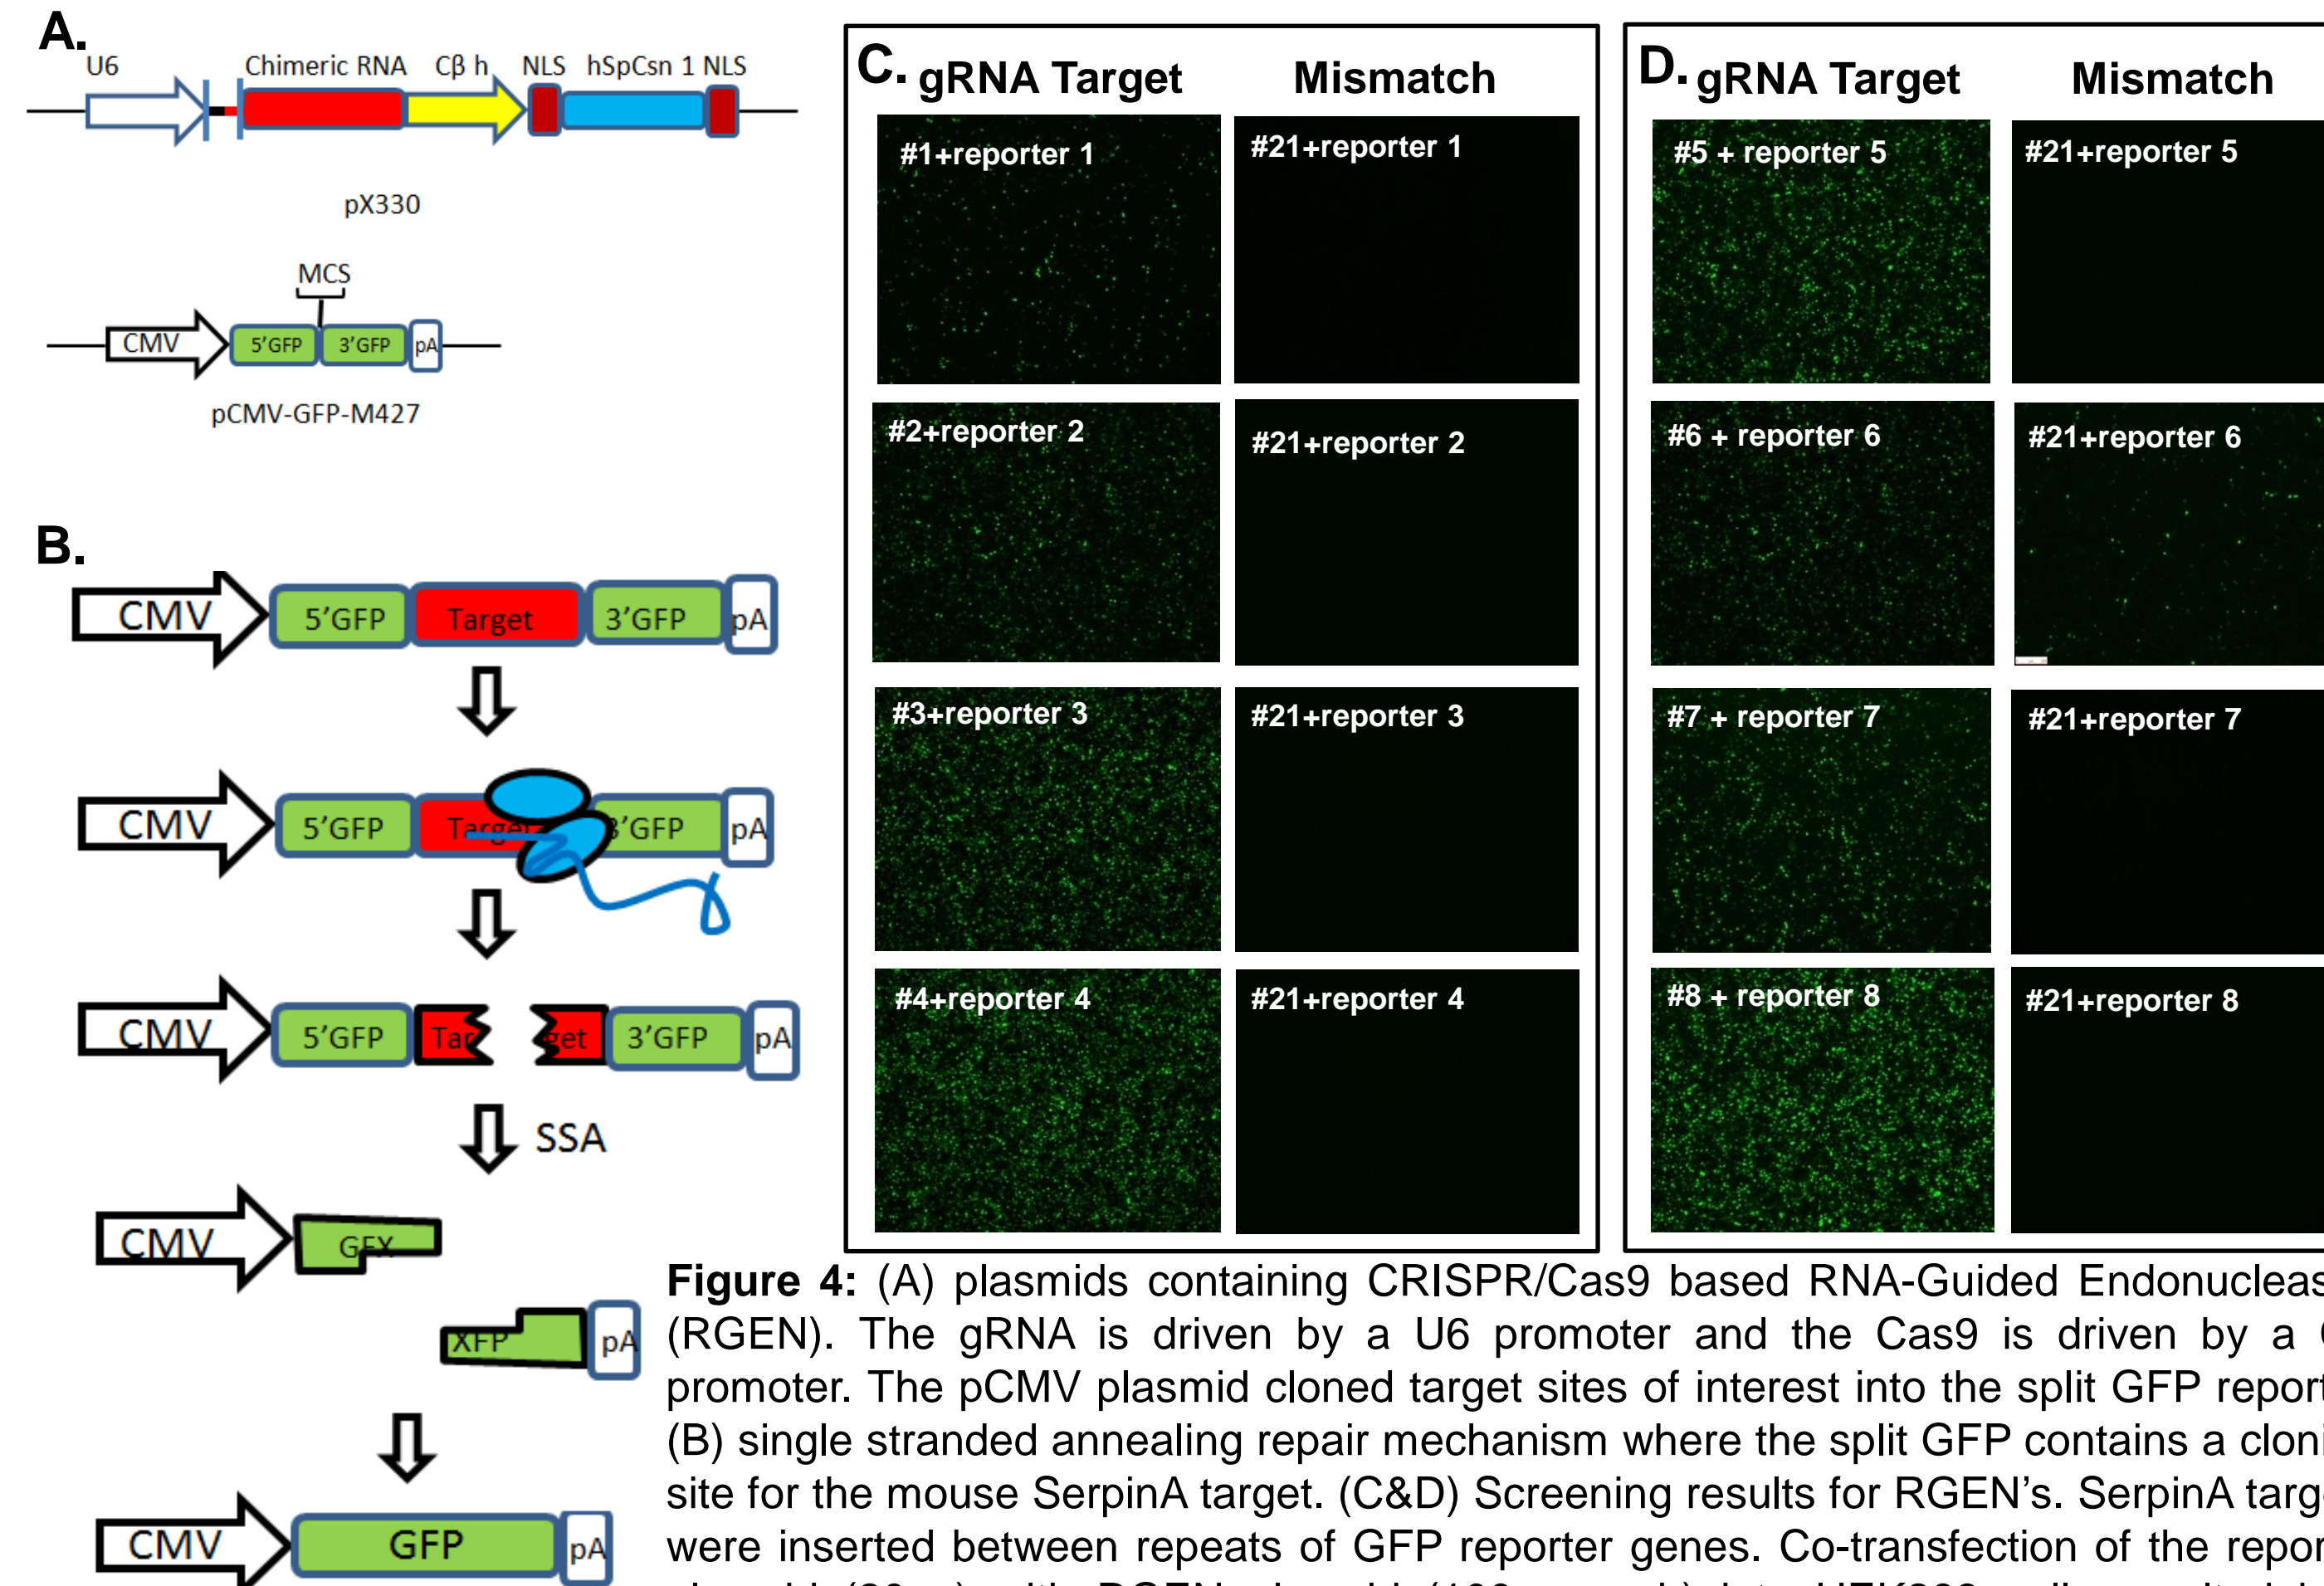 A.
U6 Chimeric RNA Cβ h NLS hSpCsn 1 NLS
pX330
MCS
CMV 5'GFP 3'GFP pA
pCMV-GFP-M427
B.
CMV 5'GFP Target 3'GFP pA
CMV 5'GFP Target 3'GFP pA
CMV 5'GFP Tar get 3'GFP pA
SSA
CMV GFX
XFP pA
CMV GFP pA
C. gRNA Target Mismatch
#1+reporter 1 #21+reporter 1
#2+reporter 2 #21+reporter 2
#3+reporter 3 #21+reporter 3
#4+reporter 4 #21+reporter 4
D. gRNA Target Mismatch
#5 + reporter 5 #21+reporter 5
#6 + reporter 6 #21+reporter 6
#7 + reporter 7 #21+reporter 7
#8 + reporter 8 #21+reporter 8
Figure 4: (A) plasmids containing CRISPR/Cas9 based RNA-Guided Endonucleas
(RGEN). The gRNA is driven by a U6 promoter and the Cas9 is driven by a
promoter. The pCMV plasmid cloned target sites of interest into the split GFP report
(B) single stranded annealing repair mechanism where the split GFP contains a cloni
site for the mouse SerpinA target. (C&D) Screening results for RGEN's. SerpinA targe
were inserted between repeats of GFP reporter genes. Co-transfection of the report